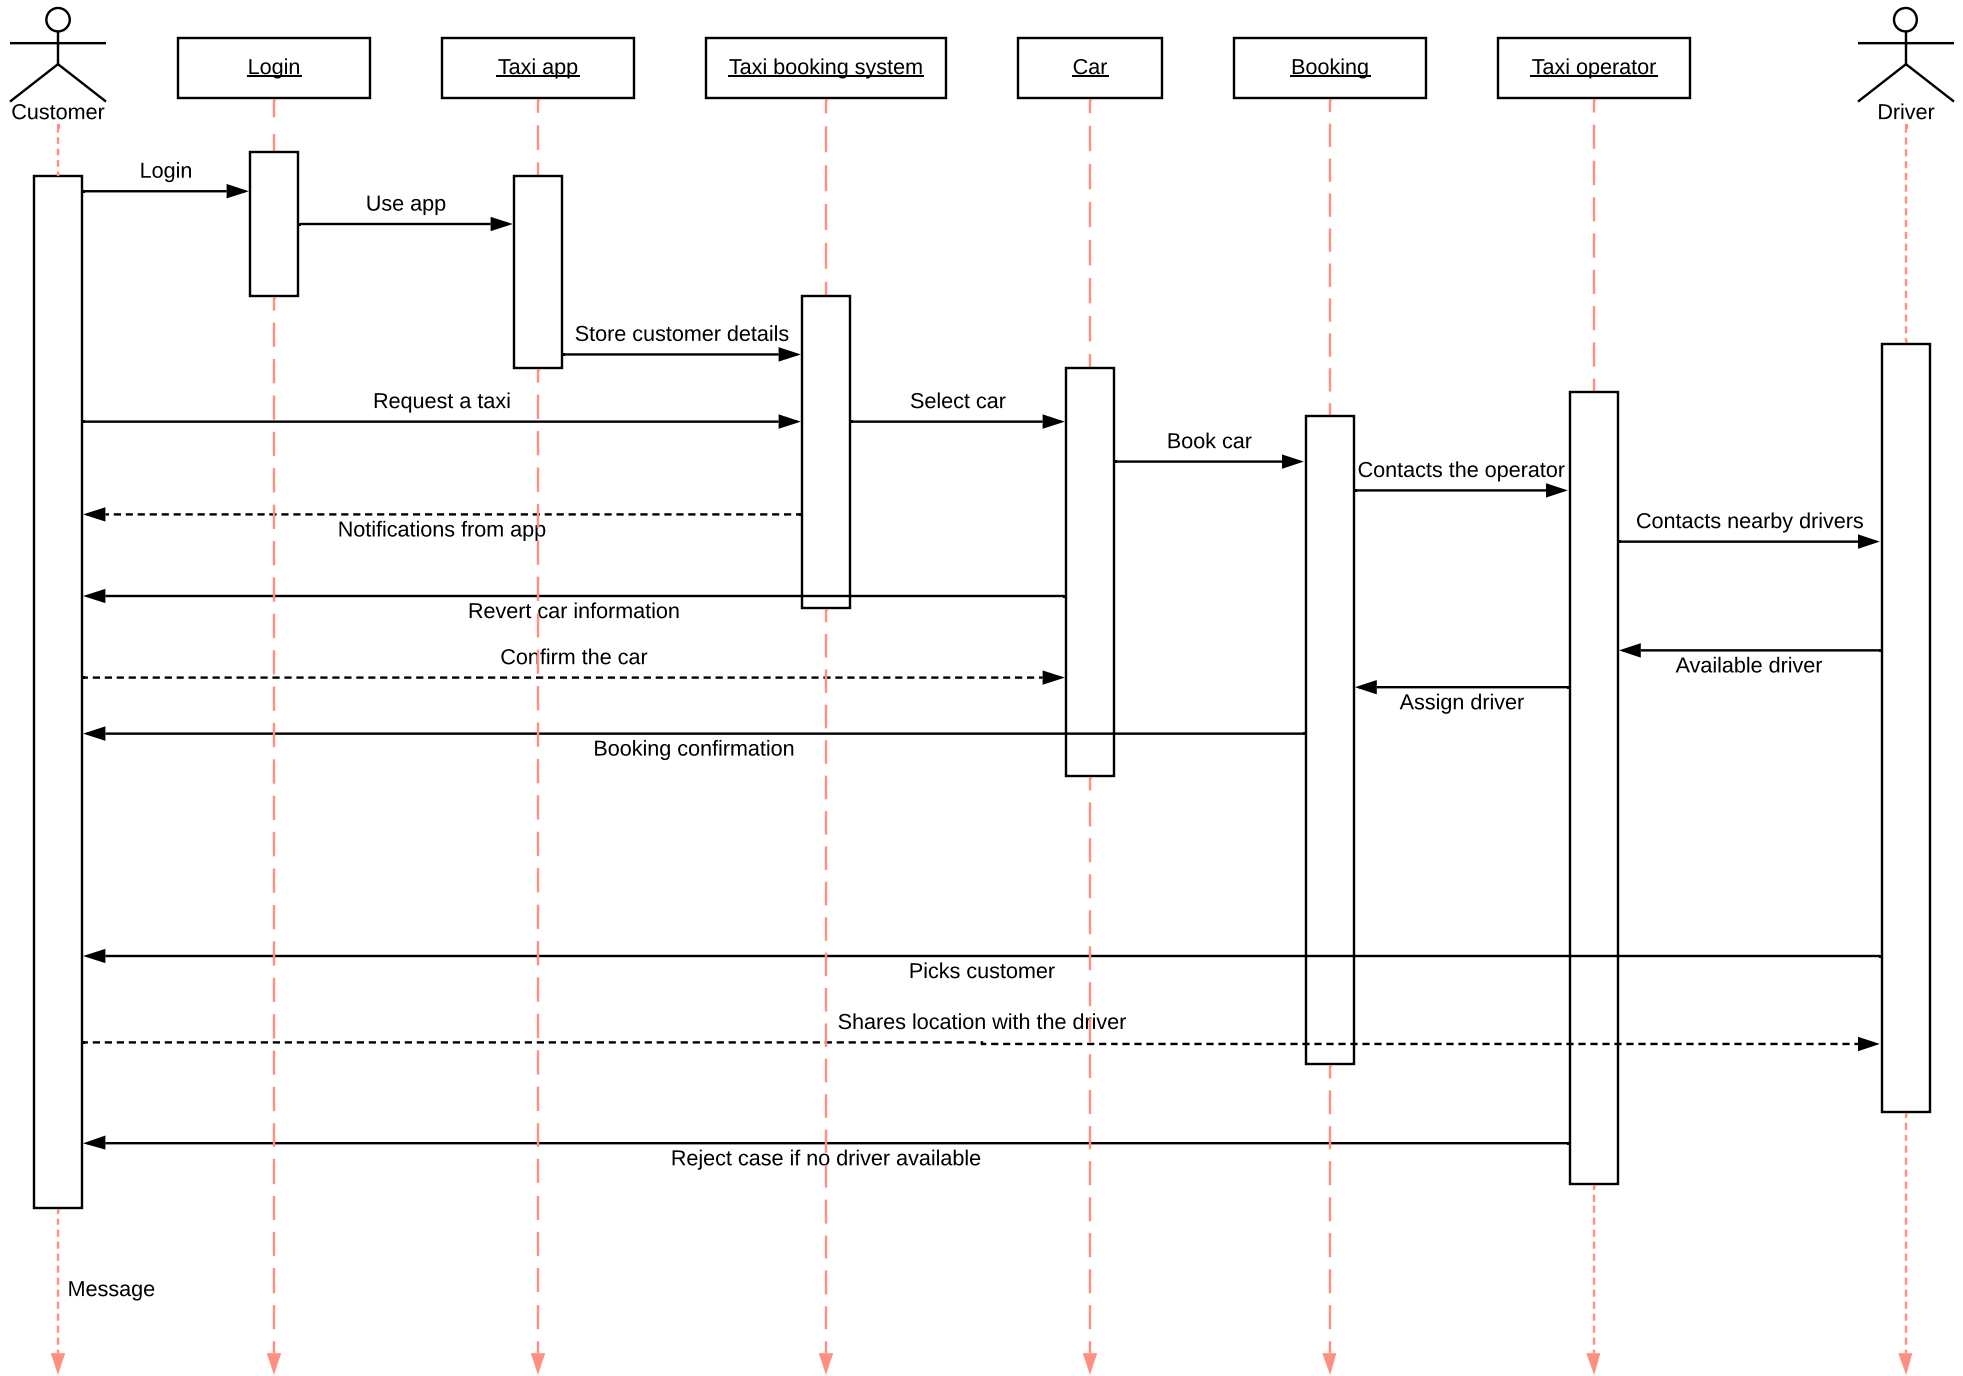 Customer
Login
Taxi app
Taxi booking system
Car
Booking
Taxi operator
Driver
Login
Use app
Store customer details
Request a taxi
Select car
Book car
Contacts the operator
Contacts nearby drivers
Notifications from app
Revert car information
Confirm the car
Available driver
Assign driver
Booking confirmation
Picks customer
Shares location with the driver
Reject case if no driver available
Message